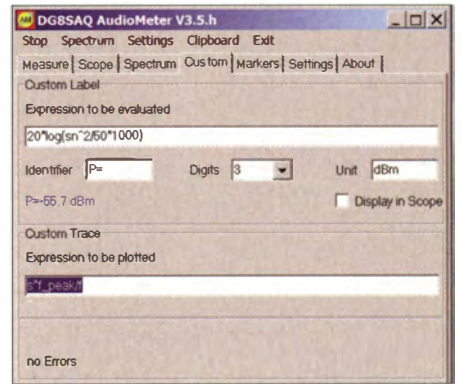 DG8SAQ AudioMeter V3.5.h
Stop Spectrum Settings Clipboard Exit
Measure Scope Spectrum Custom Markers Settings About
Custom Label
Expression to be evaluated
20*log(sn^2/50*1000)
Identifier P= Digits 3 Unit dBm
P=-55,7 dBm Display in Scope
Custom Trace
Expression to be plotted
s*f_peak/f
no Errors